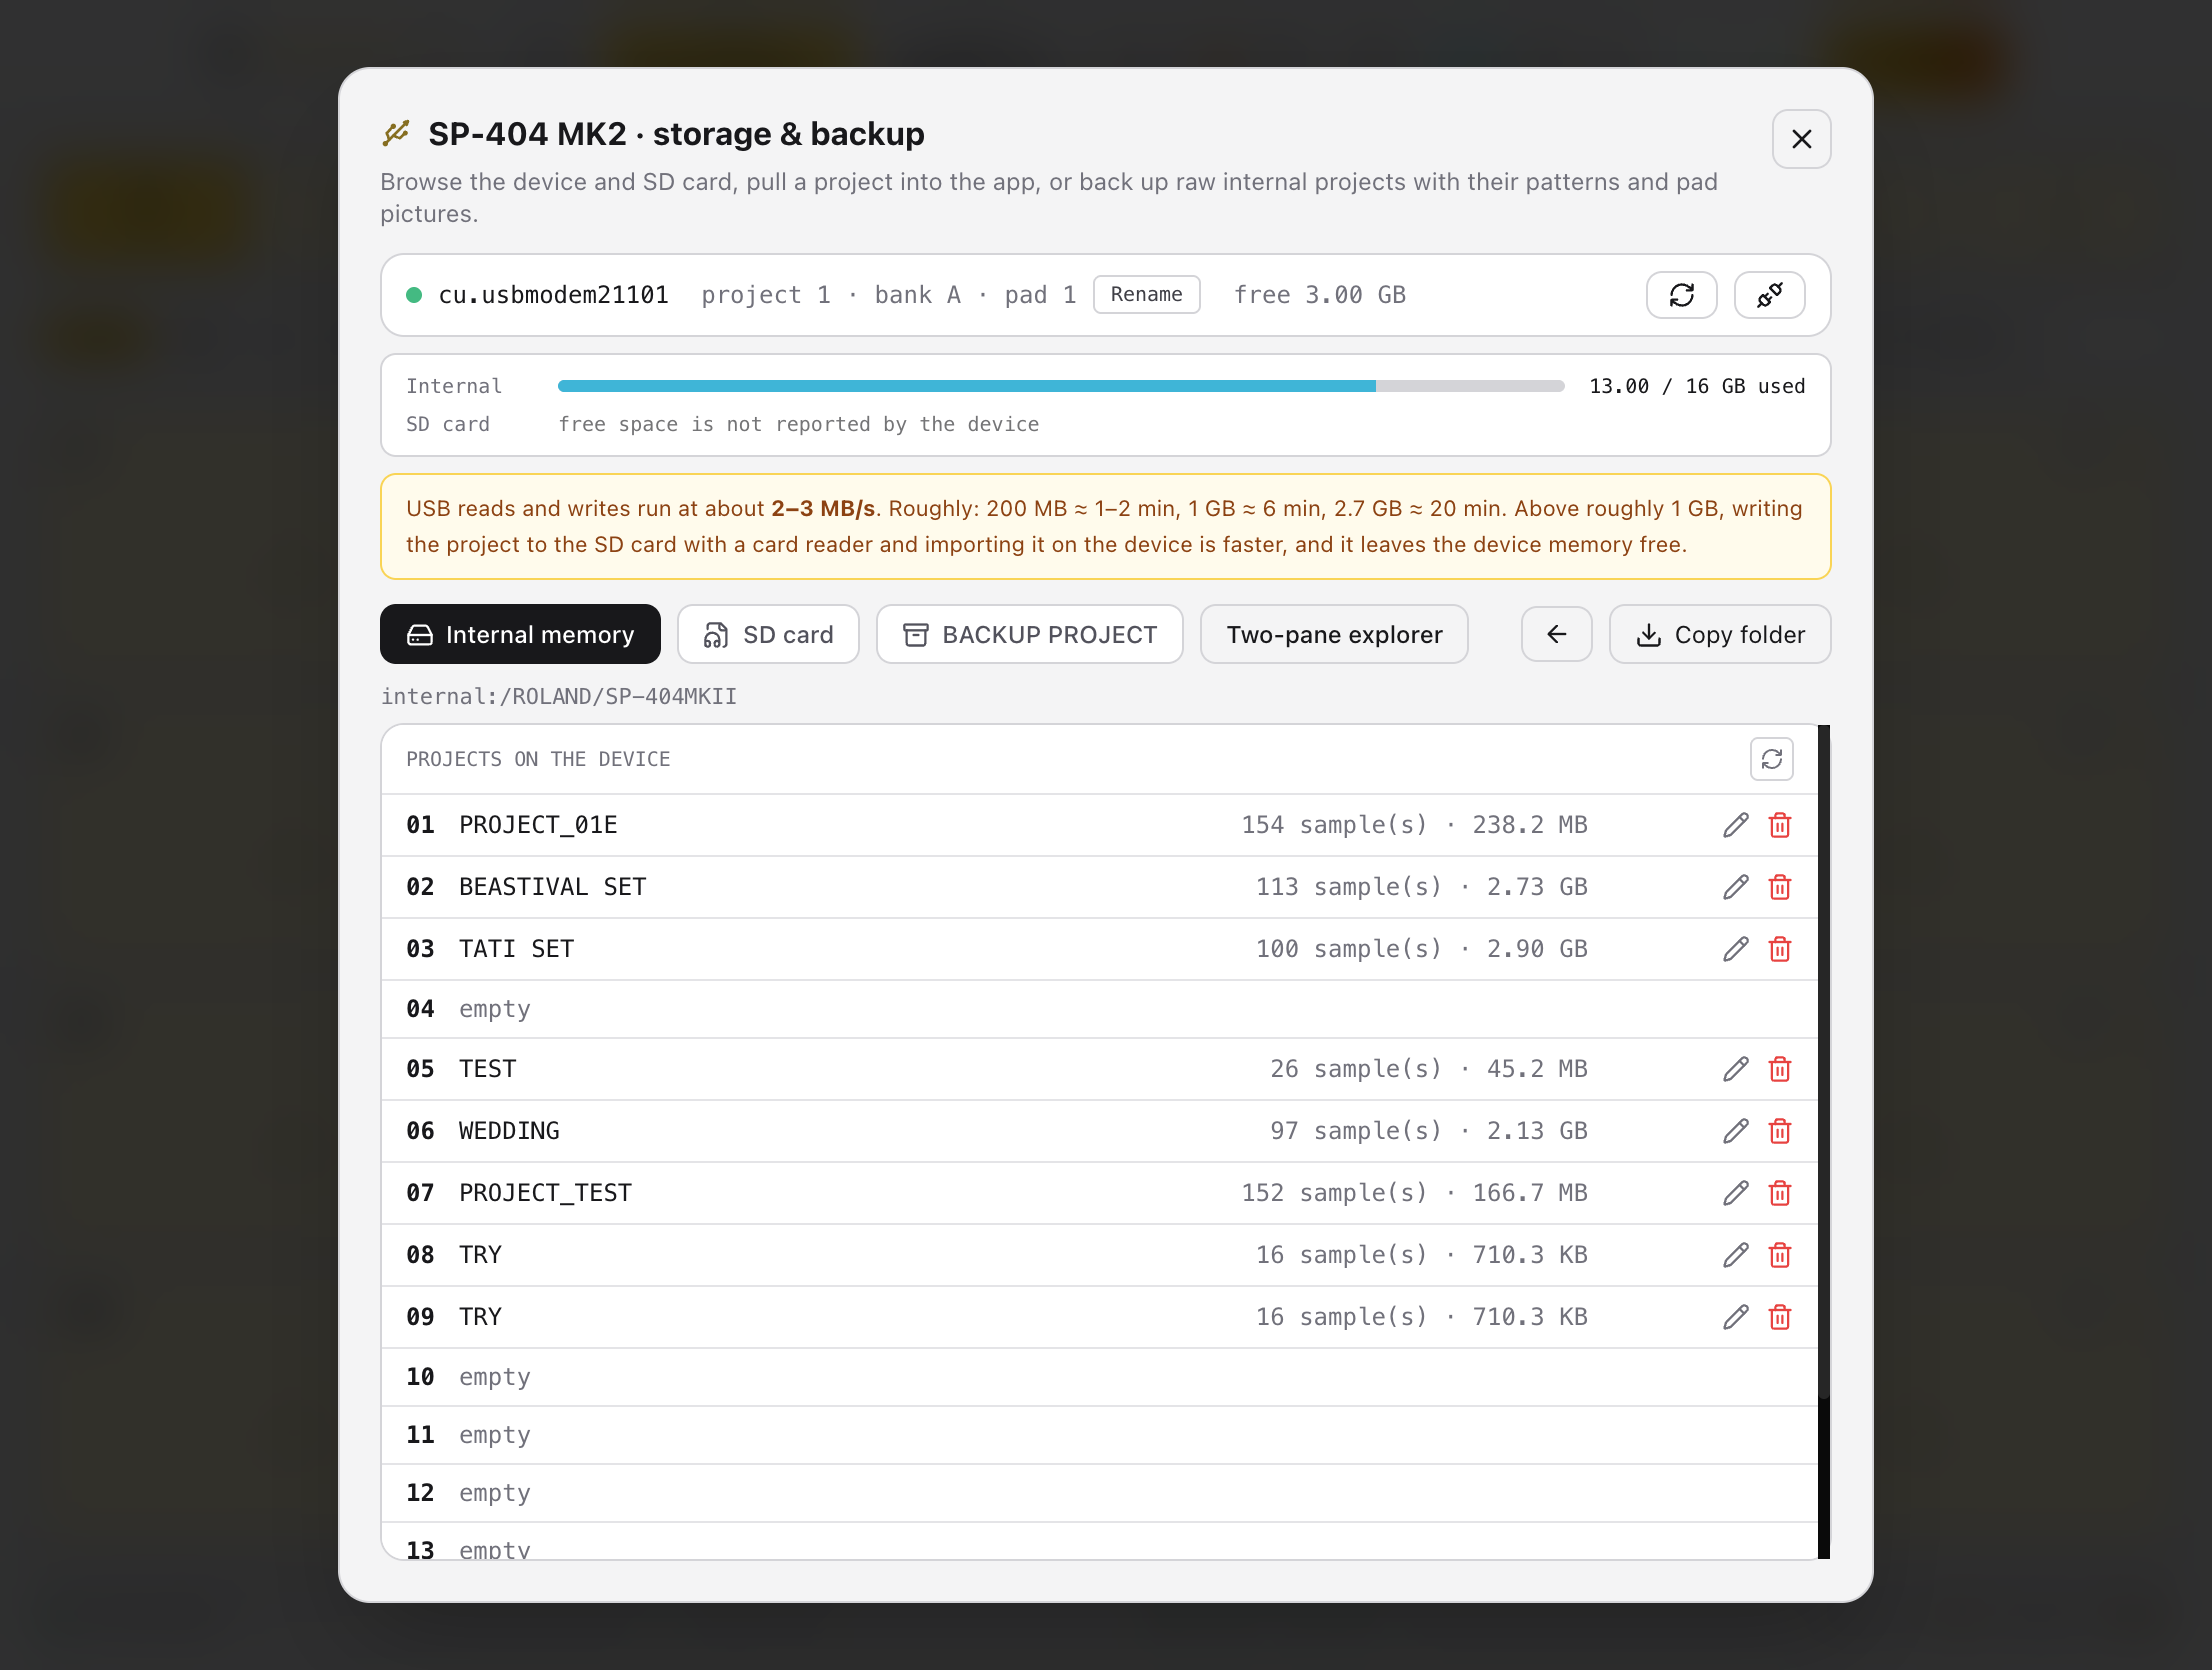 SP-404 MK2 · storage & backup
Browse the device and SD card, pull a project into the app, or back up raw internal projects with their patterns and pad
pictures.
cu.usbmodem21101 project 1 · bank A · pad 1 Rename free 3.00 GB
Internal 13.00 / 16 GB used
SD card free space is not reported by the device
USB reads and writes run at about 2–3 MB/s. Roughly: 200 MB ≈ 1–2 min, 1 GB ≈ 6 min, 2.7 GB ≈ 20 min. Above roughly 1 GB, writing
the project to the SD card with a card reader and importing it on the device is faster, and it leaves the device memory free.
Internal memory SD card BACKUP PROJECT Two-pane explorer Copy folder
internal:/ROLAND/SP-404MKII
PROJECTS ON THE DEVICE
01 PROJECT_01E 154 sample(s) · 238.2 MB
02 BEASTIVAL SET 113 sample(s) · 2.73 GB
03 TATI SET 100 sample(s) · 2.90 GB
04 empty
05 TEST 26 sample(s) · 45.2 MB
06 WEDDING 97 sample(s) · 2.13 GB
07 PROJECT_TEST 152 sample(s) · 166.7 MB
08 TRY 16 sample(s) · 710.3 KB
09 TRY 16 sample(s) · 710.3 KB
10 empty
11 empty
12 empty
13 empty